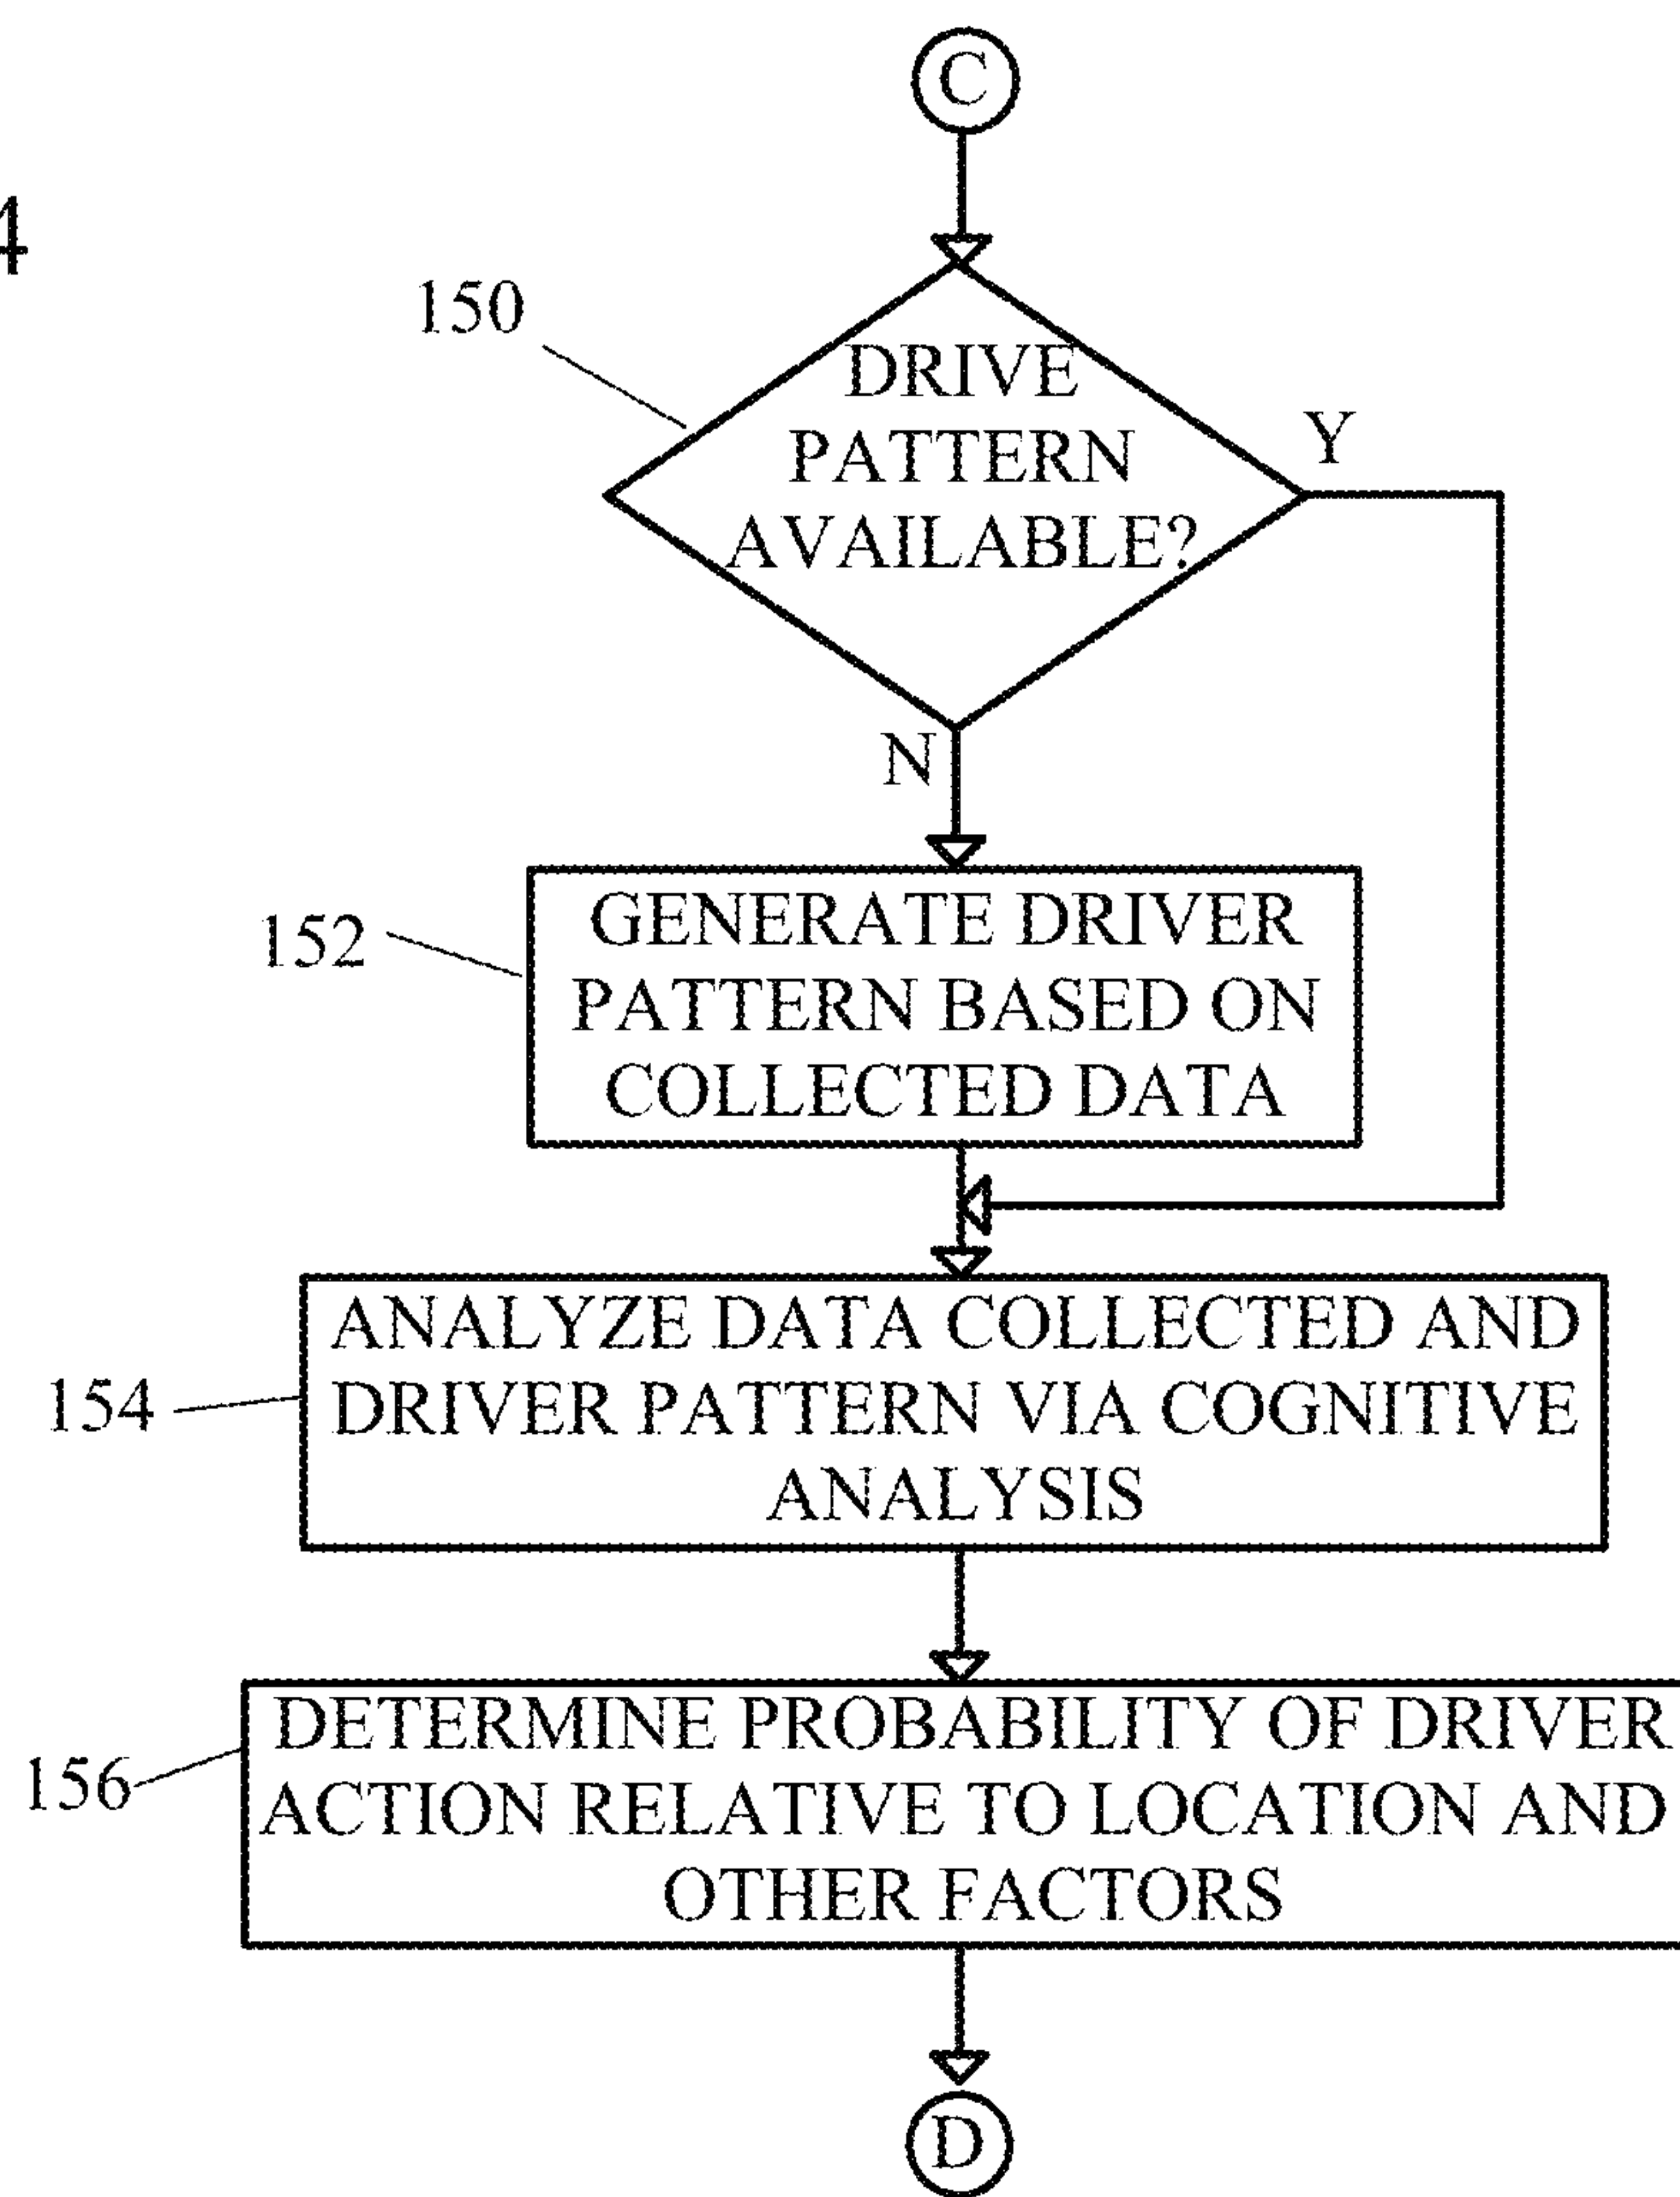 C
4
150
DRIVE
PATTERN
AVAILABLE?
Y
N
152
GENERATE DRIVER
PATTERN BASED ON
COLLECTED DATA
154
ANALYZE DATA COLLECTED AND
DRIVER PATTERN VIA COGNITIVE
ANALYSIS
156
DETERMINE PROBABILITY OF DRIVER
ACTION RELATIVE TO LOCATION AND
OTHER FACTORS
D